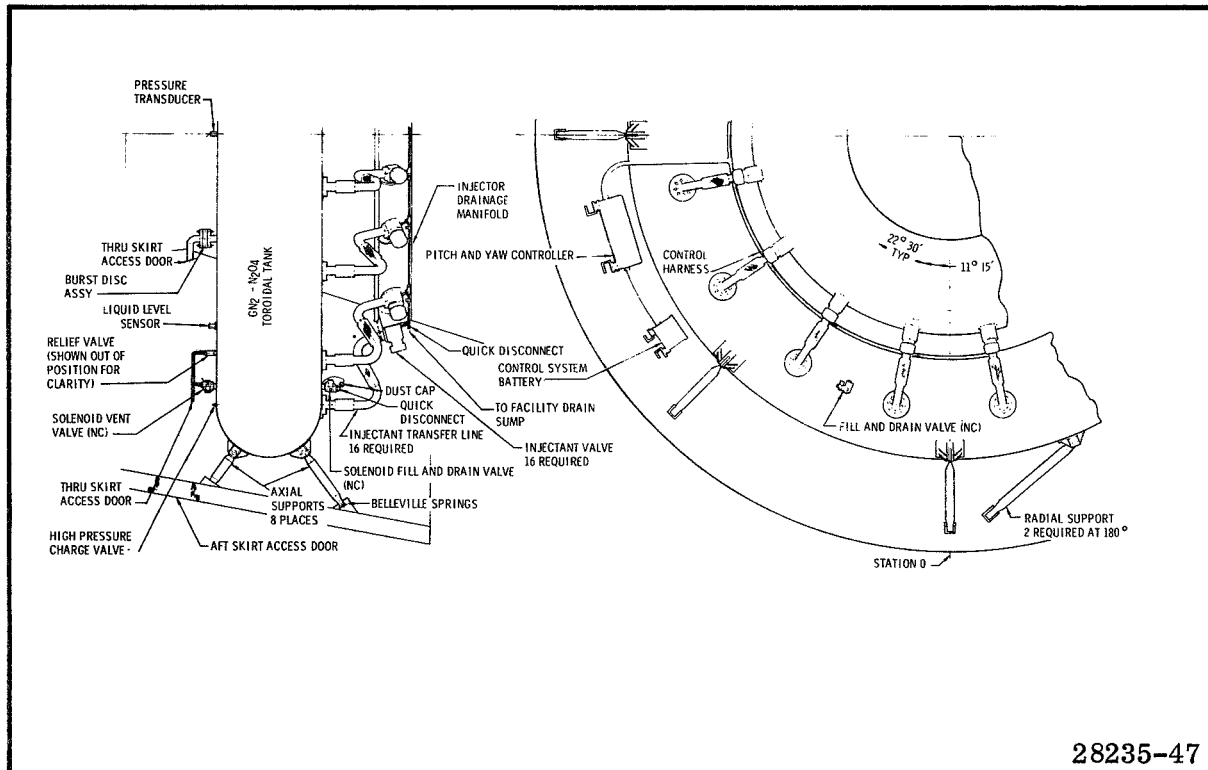 PRESSURE
TRANSDUCER
THRU SKIRT
ACCESS DOOR
BURST DISC
ASSY
LIQUID LEVEL
SENSOR
RELIEF VALVE
(SHOWN OUT OF
POSITION FOR
CLARITY)
SOLENOID VENT
VALVE (NC)
THRU SKIRT
ACCESS DOOR
HIGH PRESSURE
CHARGE VALVE
GN2 - N2O4
TOROIDAL TANK
AFT SKIRT ACCESS DOOR
AXIAL
SUPPORTS
8 PLACES
BELLEVILLE SPRINGS
SOLENOID FILL AND DRAIN VALVE
(NC)
INJECTANT TRANSFER LINE
16 REQUIRED
DUST CAP
QUICK
DISCONNECT
INJECTOR
DRAINAGE
MANIFOLD
QUICK DISCONNECT
TO FACILITY DRAIN
SUMP
INJECTANT VALVE
16 REQUIRED
PITCH AND YAW CONTROLLER
CONTROL
HARNESS
CONTROL SYSTEM
BATTERY
22° 30'
TYP
11° 15'
FILL AND DRAIN VALVE (NC)
RADIAL SUPPORT
2 REQUIRED AT 180°
STATION 0
28235-47